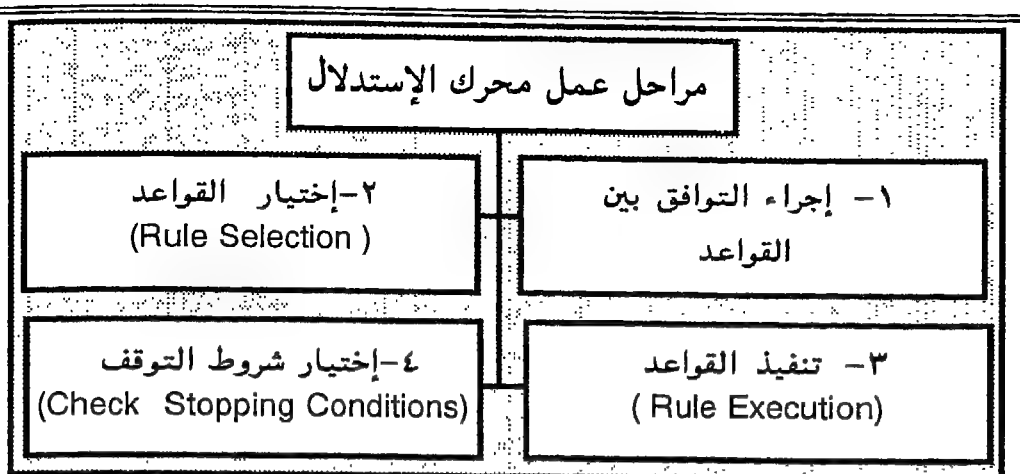 مراحل عمل محرك الإستدلال
١- إجراء التوافق بين
القواعد
٢-إختيار القواعد
(Rule Selection )
٣- تنفيذ القواعد
( Rule Execution)
٤-إختيار شروط التوقف
(Check Stopping Conditions)